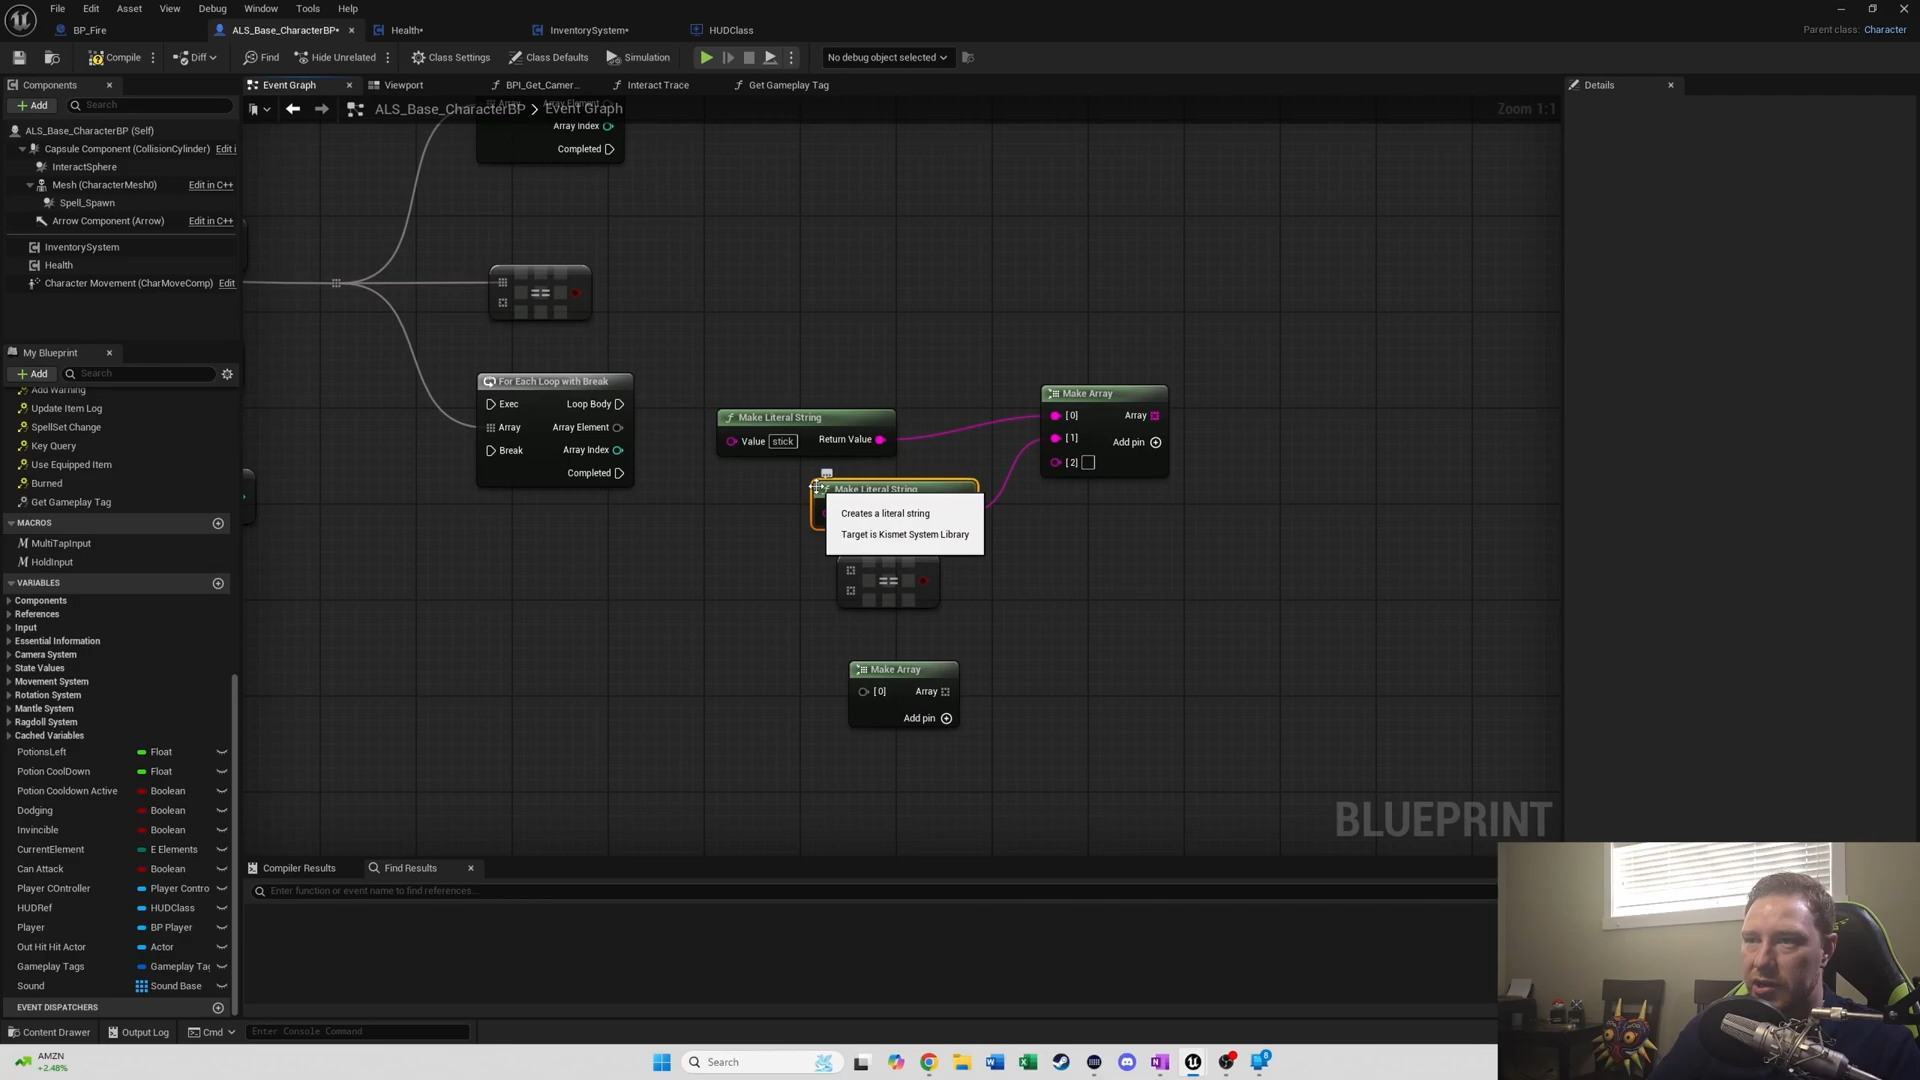 File Edit Asset View Debug Window Tools Help
BP_Fire ALS_Base_CharacterBP• Health• InventorySystem• HUDClass
Parent class: Character
Compile Diff Find Hide Unrelated Class Settings Class Defaults Simulation No debug object selected
Components
Event Graph Viewport BPI_Get_Camer... Interact Trace Get Gameplay Tag
Details
Add Search
ALS_Base_CharacterBP > Event Graph
Zoom 1:1
ALS_Base_CharacterBP (Self)
Capsule Component (CollisionCylinder) Edit i
InteractSphere
Mesh (CharacterMesh0) Edit in C++
Spell_Spawn
Arrow Component (Arrow) Edit in C++
InventorySystem
Health
Character Movement (CharMoveComp) Edit
My Blueprint
Add Search
Add Warning
Update Item Log
SpellSet Change
Key Query
Use Equipped Item
Burned
Get Gameplay Tag
MACROS
MultiTapInput
HoldInput
VARIABLES
Components
References
Input
Essential Information
Camera System
State Values
Movement System
Rotation System
Mantle System
Ragdoll System
Cached Variables
PotionsLeft Float
Potion CoolDown Float
Potion Cooldown Active Boolean
Dodging Boolean
Invincible Boolean
CurrentElement E Elements
Can Attack Boolean
Player COntroller Player Contro
HUDRef HUDClass
Player BP Player
Out Hit Hit Actor Actor
Gameplay Tags Gameplay Tag
Sound Sound Base
EVENT DISPATCHERS
Array Array Element
Array Index
Completed
==
For Each Loop with Break
Exec Loop Body
Array Array Element
Break Array Index
Completed
Make Literal String
Value stick Return Value
Make Literal String
Creates a literal string
Target is Kismet System Library
==
Make Array
[0] Array
Add pin
Make Array
[0] Array
[1] Add pin
[2]
BLUEPRINT
Compiler Results Find Results
Enter function or event name to find references...
Content Drawer Output Log Cmd Enter Console Command
AMZN
+2.48%
Search
8